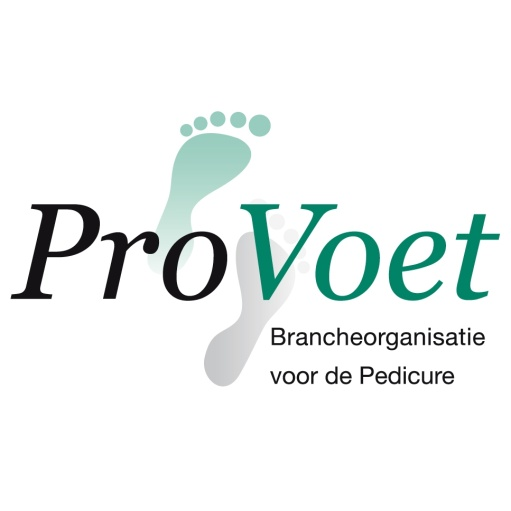 ProVoet
Brancheorganisatie
voor de Pedicure